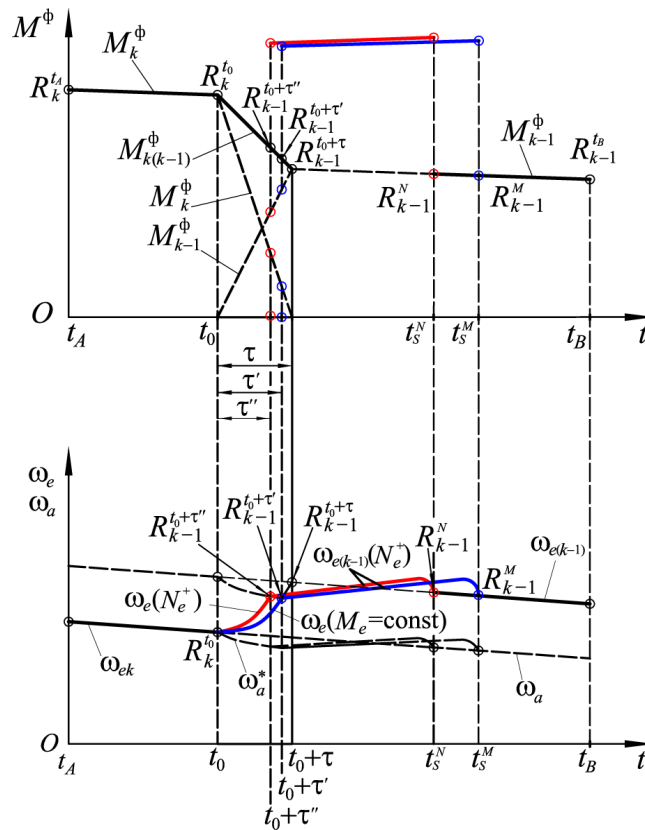 M^ф
M_k^ф
R_k^{t_A}
R_k^{t_0}
R_{k-1}^{t_0+τ''}
R_{k-1}^{t_0+τ'}
R_{k-1}^{t_0+τ}
M_{k(k-1)}^ф
M_k^ф
M_{k-1}^ф
R_{k-1}^N
R_{k-1}^M
M_{k-1}^ф
R_{k-1}^{t_B}
O
t_A t_0 t_s^N t_s^M t_B t
τ
τ'
τ''
ω_e
ω_a
R_{k-1}^{t_0+τ''}
R_{k-1}^{t_0+τ'}
R_{k-1}^{t_0+τ}
ω_{e(k-1)}(N_e^+)
R_{k-1}^N
R_{k-1}^M
ω_{e(k-1)}
ω_e(N_e^+)
ω_e(M_e=const)
R_k^{t_0}
ω_{ek}
ω_a^*
ω_a
O
t_A t_0 t_0+τ t_s^N t_s^M t_B t
t_0+τ'
t_0+τ''